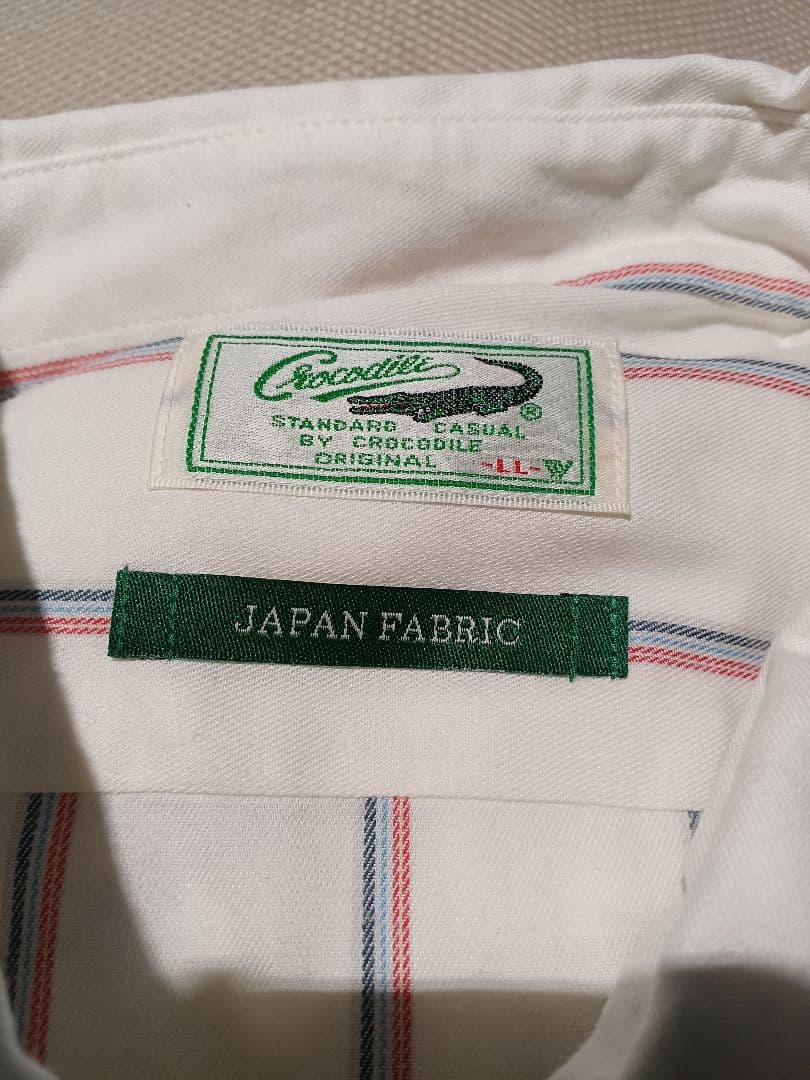 Crocodile
®
STANDARD CASUAL
BY CROCODILE
ORIGINAL -LL-
JAPAN FABRIC